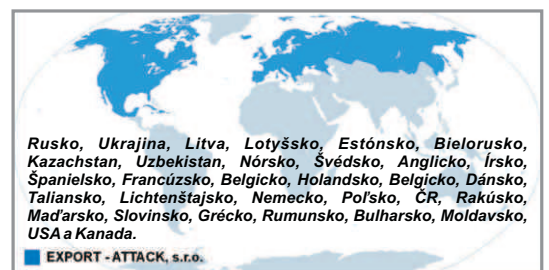 Rusko, Ukrajina, Litva, Lotyšsko, Estónsko, Bielorusko,
Kazachstan, Uzbekistan, Nórsko, Švédsko, Anglicko, Írsko,
Španielsko, Francúzsko, Belgicko, Holandsko, Belgicko, Dánsko,
Taliansko, Lichtenštajsko, Nemecko, Poľsko, ČR, Rakúsko,
Maďarsko, Slovinsko, Grécko, Rumunsko, Bulharsko, Moldavsko,
USA a Kanada.
EXPORT - ATTACK, s.r.o.